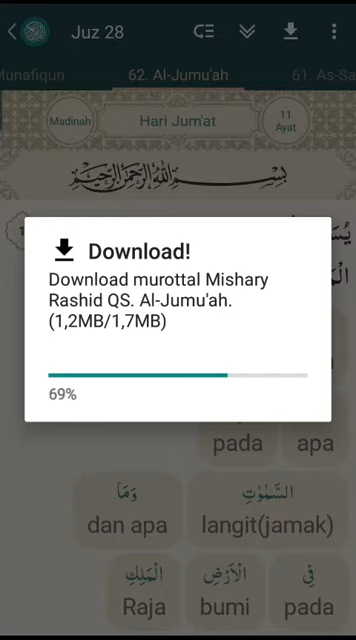 Juz 28
Munafiqun
62. Al-Jumu'ah
61. As-Sa
Madinah
Hari Jum'at
11
Ayat
بِسْمِ اللّٰهِ الرَّحْمٰنِ الرَّحِيْمِ
Download!
Download murottal Mishary
Rashid QS. Al-Jumu'ah.
(1,2MB/1,7MB)
69%
pada apa
السَّمٰوٰتِ وَمَا
dan apa langit(jamak)
فِى الْاَرْضِ الْمَلِكِ
Raja bumi pada